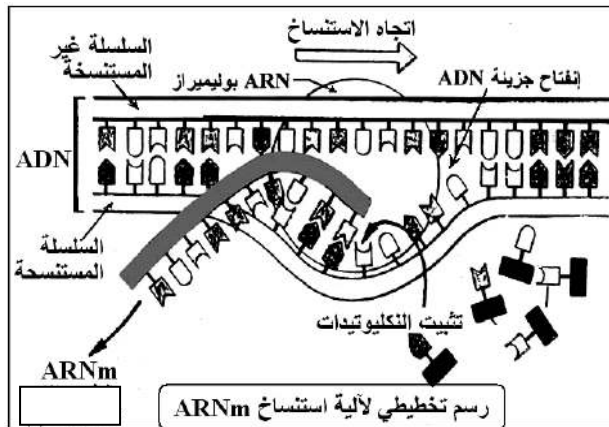 اتجاه الاستنساخ
السلسلة غير
المستنسخة
ARN بوليميراز
إنفتاح جزيئة ADN
ADN
السلسلة
المستنسحة
تثبيت النكليوتيدات
ARNm
رسم تخطيطي لآلية استنساخ ARNm